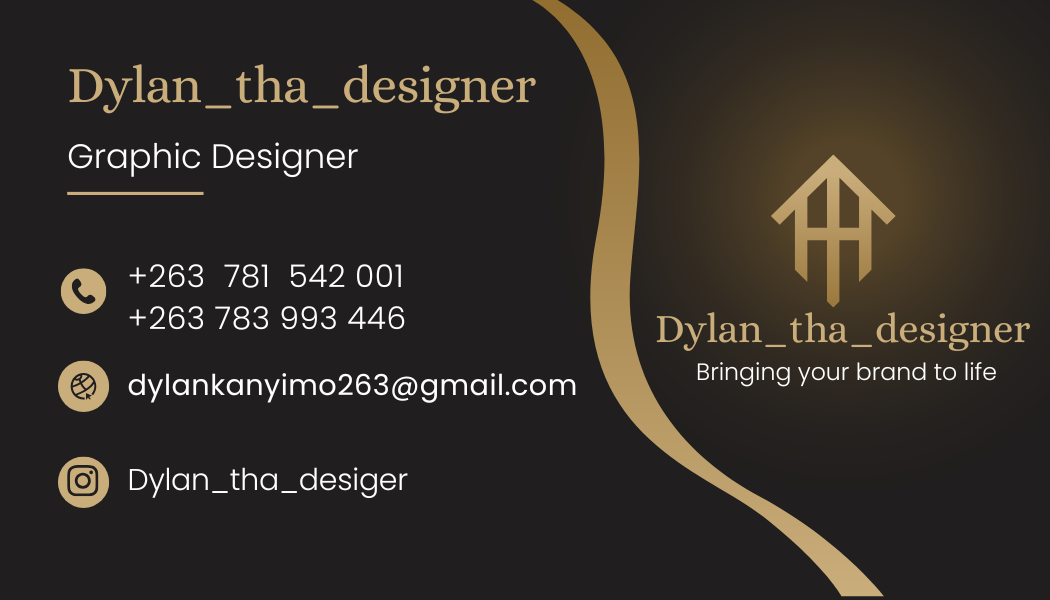 Dylan_tha_designer
Graphic Designer
+263 781 542 001
+263 783 993 446
dylankanyimo263@gmail.com
Dylan_tha_desiger
Dylan_tha_designer
Bringing your brand to life